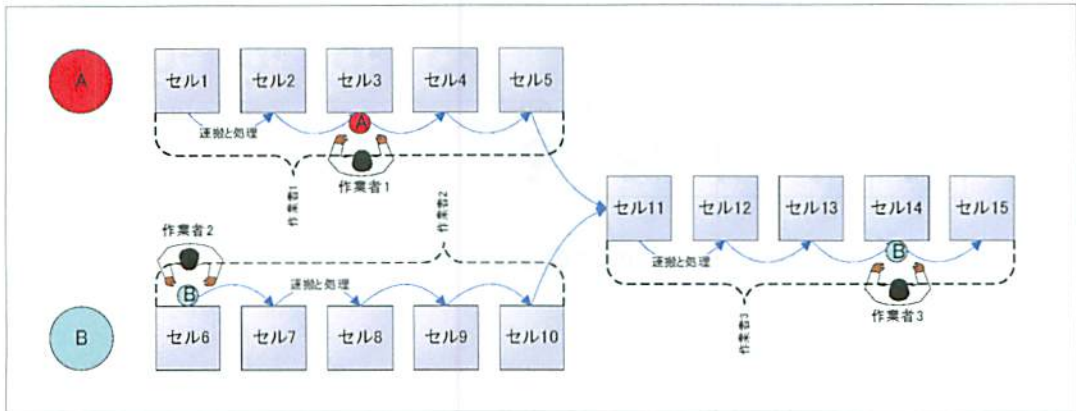 A
セル1
セル2
セル3
セル4
セル5
A
運搬と処理
作業者1
作業者1
作業者2
作業者2
B
運搬と処理
B
セル6
セル7
セル8
セル9
セル10
セル11
セル12
セル13
セル14
セル15
B
運搬と処理
作業者3
作業者3